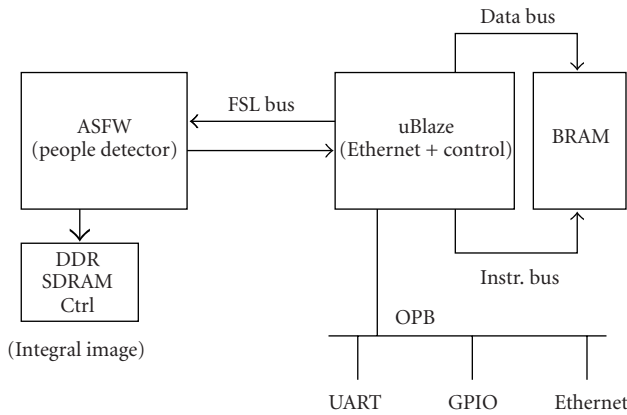 Data bus
FSL bus
ASFW
(people detector)
uBlaze
(Ethernet + control)
BRAM
DDR
SDRAM
Ctrl
(Integral image)
Instr. bus
OPB
UART
GPIO
Ethernet